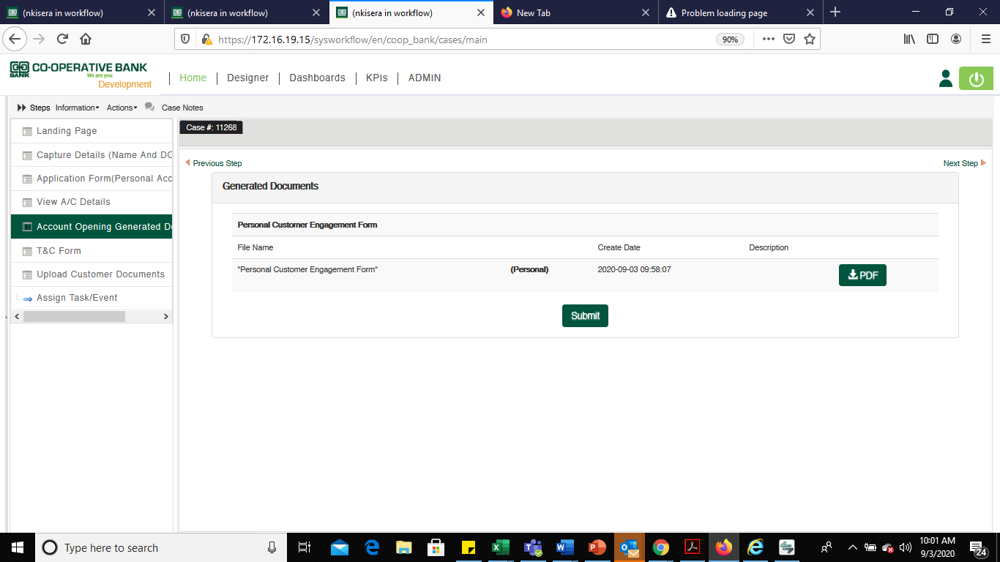 (nkisera in workflow)
(nkisera in workflow)
(nkisera in workflow)
New Tab
Problem loading page
https://172.16.19.15/sysworkflow/en/coop_bank/cases/main
90%
CO-OPERATIVE BANK
BANK
We are you
Development
Home
Designer
Dashboards
KPIs
ADMIN
Steps
Information
Actions
Case Notes
Landing Page
Capture Details (Name And DO
Application Form(Personal Acc
View A/C Details
Account Opening Generated Do
T&C Form
Upload Customer Documents
Assign Task/Event
Case #: 11268
Previous Step
Next Step
Generated Documents
Personal Customer Engagement Form
File Name Create Date Description
"Personal Customer Engagement Form" (Personal) 2020-09-03 09:58:07 PDF
Submit
Type here to search
10:01 AM
9/3/2020
24